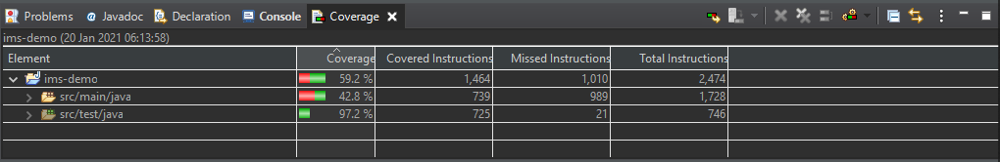 Problems @ Javadoc Declaration Console Coverage
ims-demo (20 Jan 2021 06:13:58)
Element Coverage Covered Instructions Missed Instructions Total Instructions
ims-demo 59.2 % 1,464 1,010 2,474
src/main/java 42.8 % 739 989 1,728
src/test/java 97.2 % 725 21 746